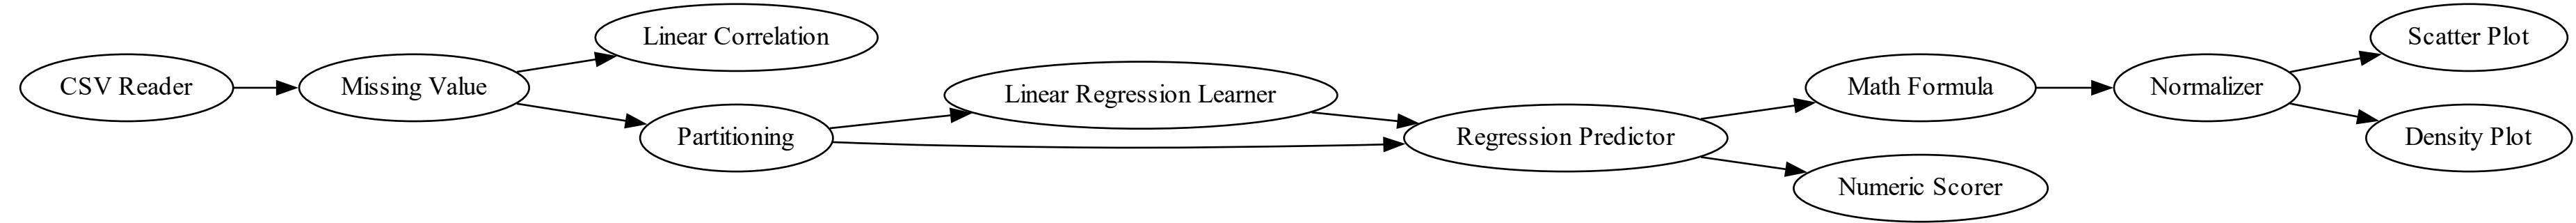 CSV Reader
Missing Value
Linear Correlation
Partitioning
Linear Regression Learner
Regression Predictor
Math Formula
Numeric Scorer
Normalizer
Scatter Plot
Density Plot